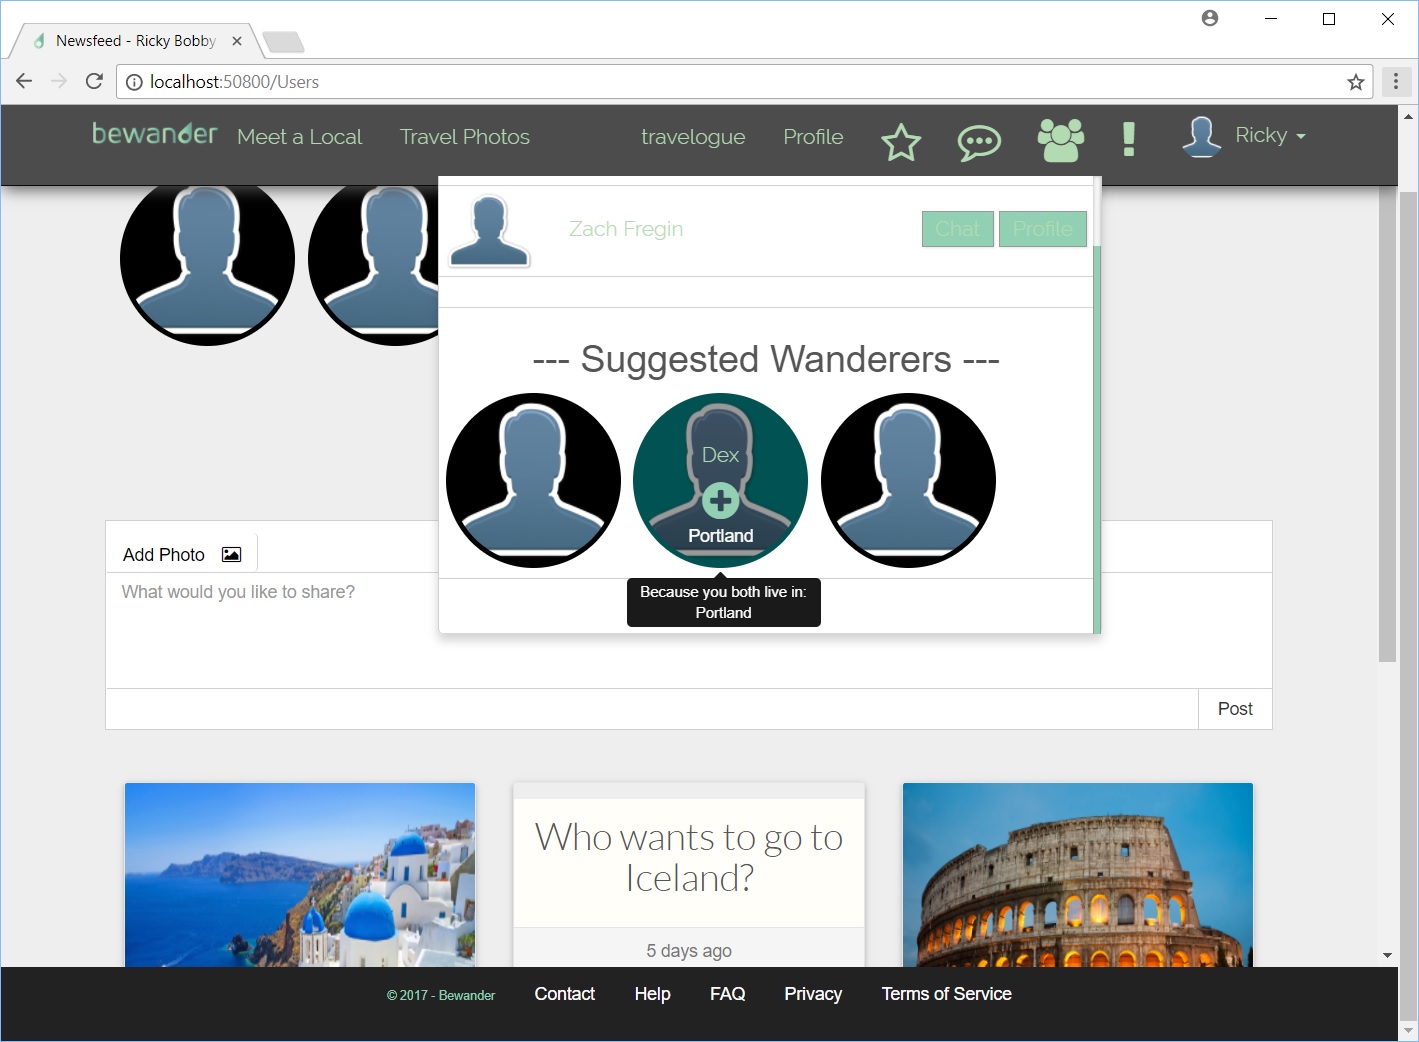 Newsfeed - Ricky Bobby
localhost:50800/Users
bewander
Meet a Local
Travel Photos
travelogue
Profile
Ricky
Zach Fregin
Chat
Profile
--- Suggested Wanderers ---
Dex
Portland
Because you both live in:
Portland
Add Photo
What would you like to share?
Post
Who wants to go to
Iceland?
5 days ago
© 2017 - Bewander
Contact
Help
FAQ
Privacy
Terms of Service